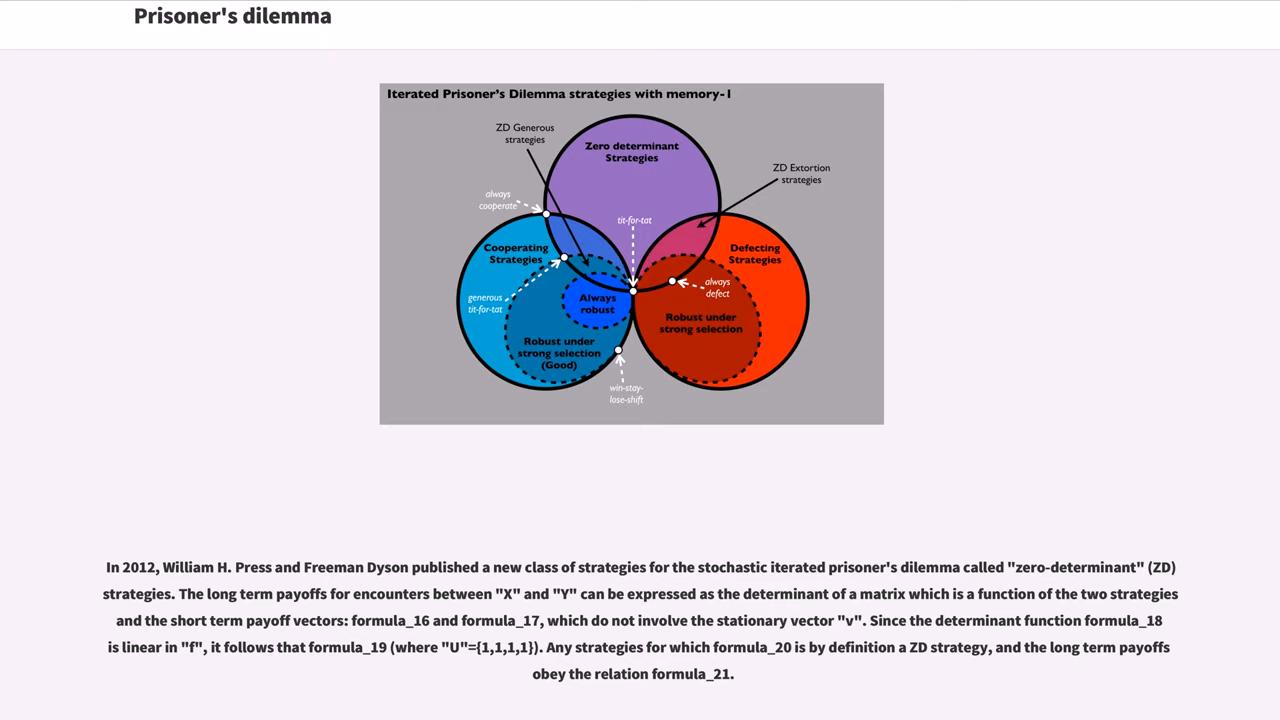 Prisoner's dilemma
Iterated Prisoner's Dilemma strategies with memory-1
ZD Generous
strategies
Zero determinant
Strategies
ZD Extortion
strategies
always
cooperate
tit-for-tat
Cooperating
Strategies
Defecting
Strategies
generous
tit-for-tat
Always
robust
always
defect
Robust under
strong selection
Robust under
strong selection
(Good)
win-stay-
lose-shift
In 2012, William H. Press and Freeman Dyson published a new class of strategies for the stochastic iterated prisoner's dilemma called "zero-determinant" (ZD)
strategies. The long term payoffs for encounters between "X" and "Y" can be expressed as the determinant of a matrix which is a function of the two strategies
and the short term payoff vectors: formula_16 and formula_17, which do not involve the stationary vector "v". Since the determinant function formula_18
is linear in "f", it follows that formula_19 (where "U"={1,1,1,1}). Any strategies for which formula_20 is by definition a ZD strategy, and the long term payoffs
obey the relation formula_21.